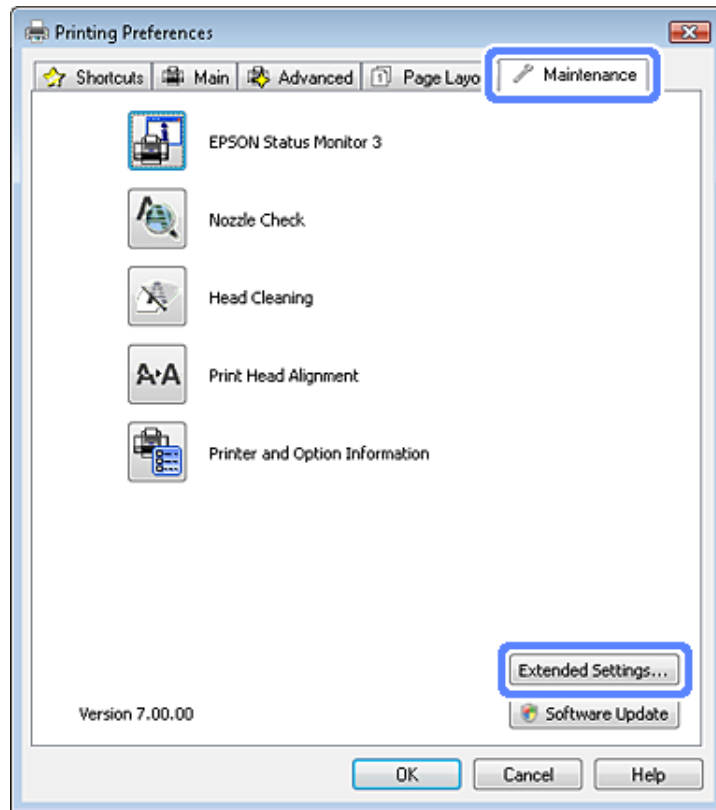 Printing Preferences
Shortcuts Main Advanced Page Layo Maintenance
EPSON Status Monitor 3
Nozzle Check
Head Cleaning
A A Print Head Alignment
Printer and Option Information
Extended Settings...
Version 7.00.00 Software Update
OK Cancel Help